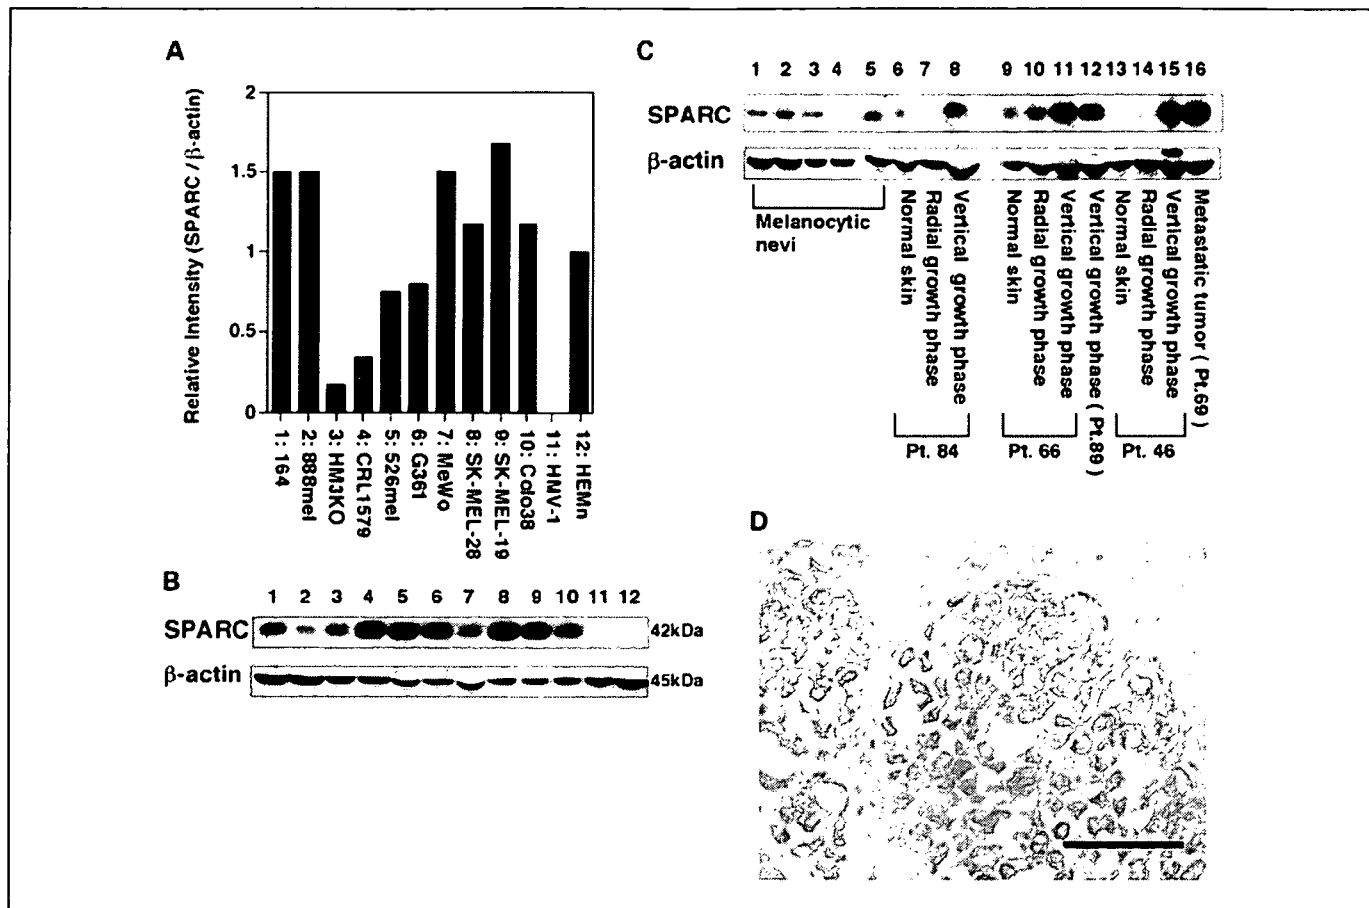 A
Relative Intensity (SPARC / β-actin)
2
1.5
1
0.5
0
1: 164
2: 888mel
3: HM3KO
4: CRL1579
5: 526mel
6: G361
7: MeWo
8: SK-MEL-28
9: SK-MEL-19
10: Colo38
11: HNV-1
12: HEMn
B
1 2 3 4 5 6 7 8 9 10 11 12
SPARC 42kDa
β-actin 45kDa
C
1 2 3 4 5 6 7 8 9 10 11 12 13 14 15 16
SPARC
β-actin
Melanocytic
nevi
Normal skin
Radial growth phase
Vertical growth phase
Pt. 84
Normal skin
Radial growth phase
Vertical growth phase
Pt. 66
Vertical growth phase ( Pt.89 )
Normal skin
Radial growth phase
Vertical growth phase
Pt. 46
Metastatic tumor ( Pt.69 )
D